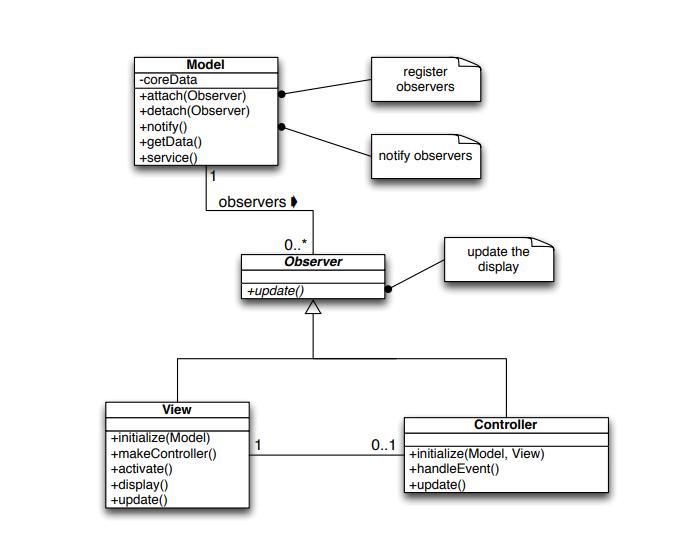 Model
-coreData
+attach(Observer)
+detach(Observer)
+notify()
+getData()
+service()
register
observers
notify observers
1
observers
0..*
Observer
+update()
update the
display
View
+initialize(Model)
+makeController()
+activate()
+display()
+update()
1
0..1
Controller
+initialize(Model, View)
+handleEvent()
+update()